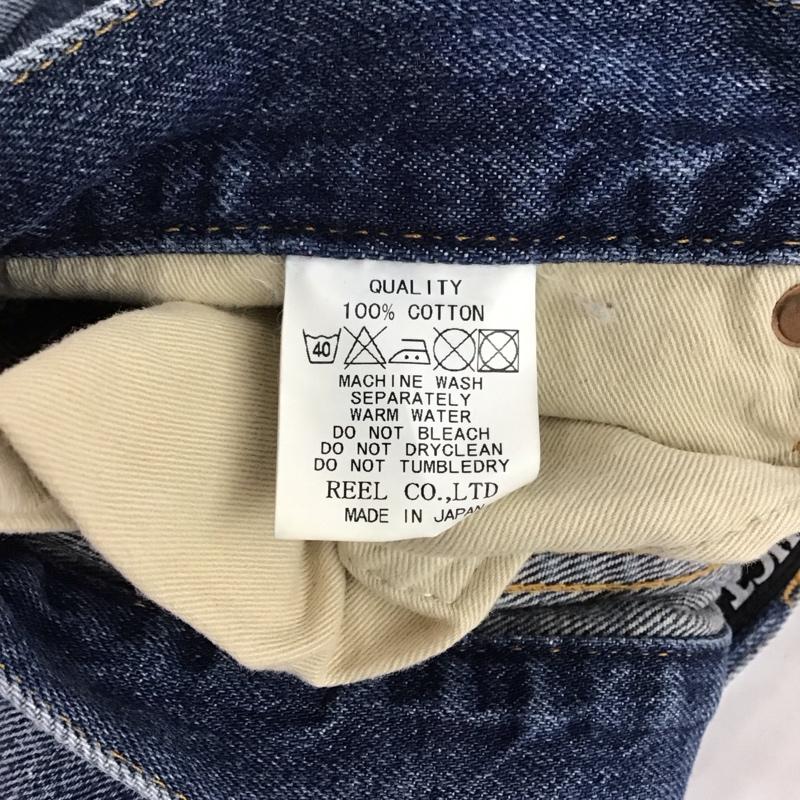 QUALITY
100% COTTON
40
MACHINE WASH
SEPARATELY
WARM WATER
DO NOT BLEACH
DO NOT DRYCLEAN
DO NOT TUMBLEDRY
REEL CO.,LTD
MADE IN JAPAN